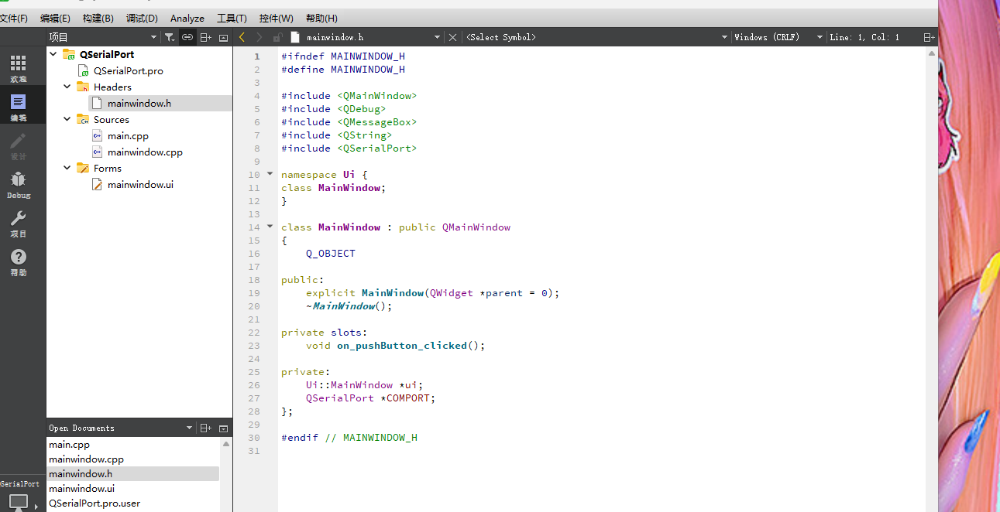 文件(F) 编辑(E) 构建(B) 调试(D) Analyze 工具(T) 控件(W) 帮助(H)
项目
mainwindow.h
<Select Symbol>
Windows (CRLF)
Line: 1, Col: 1
欢迎
编辑
设计
Debug
项目
帮助
QSerialPort
QSerialPort.pro
Headers
mainwindow.h
Sources
main.cpp
mainwindow.cpp
Forms
mainwindow.ui
1 #ifndef MAINWINDOW_H
2 #define MAINWINDOW_H
3
4 #include <QMainWindow>
5 #include <QDebug>
6 #include <QMessageBox>
7 #include <QString>
8 #include <QSerialPort>
9
10 namespace Ui {
11 class MainWindow;
12 }
13
14 class MainWindow : public QMainWindow
15 {
16 Q_OBJECT
17
18 public:
19 explicit MainWindow(QWidget *parent = 0);
20 ~MainWindow();
21
22 private slots:
23 void on_pushButton_clicked();
24
25 private:
26 Ui::MainWindow *ui;
27 QSerialPort *COMPORT;
28 };
29
30 #endif // MAINWINDOW_H
31
Open Documents
main.cpp
mainwindow.cpp
mainwindow.h
mainwindow.ui
QSerialPort.pro.user
SerialPort